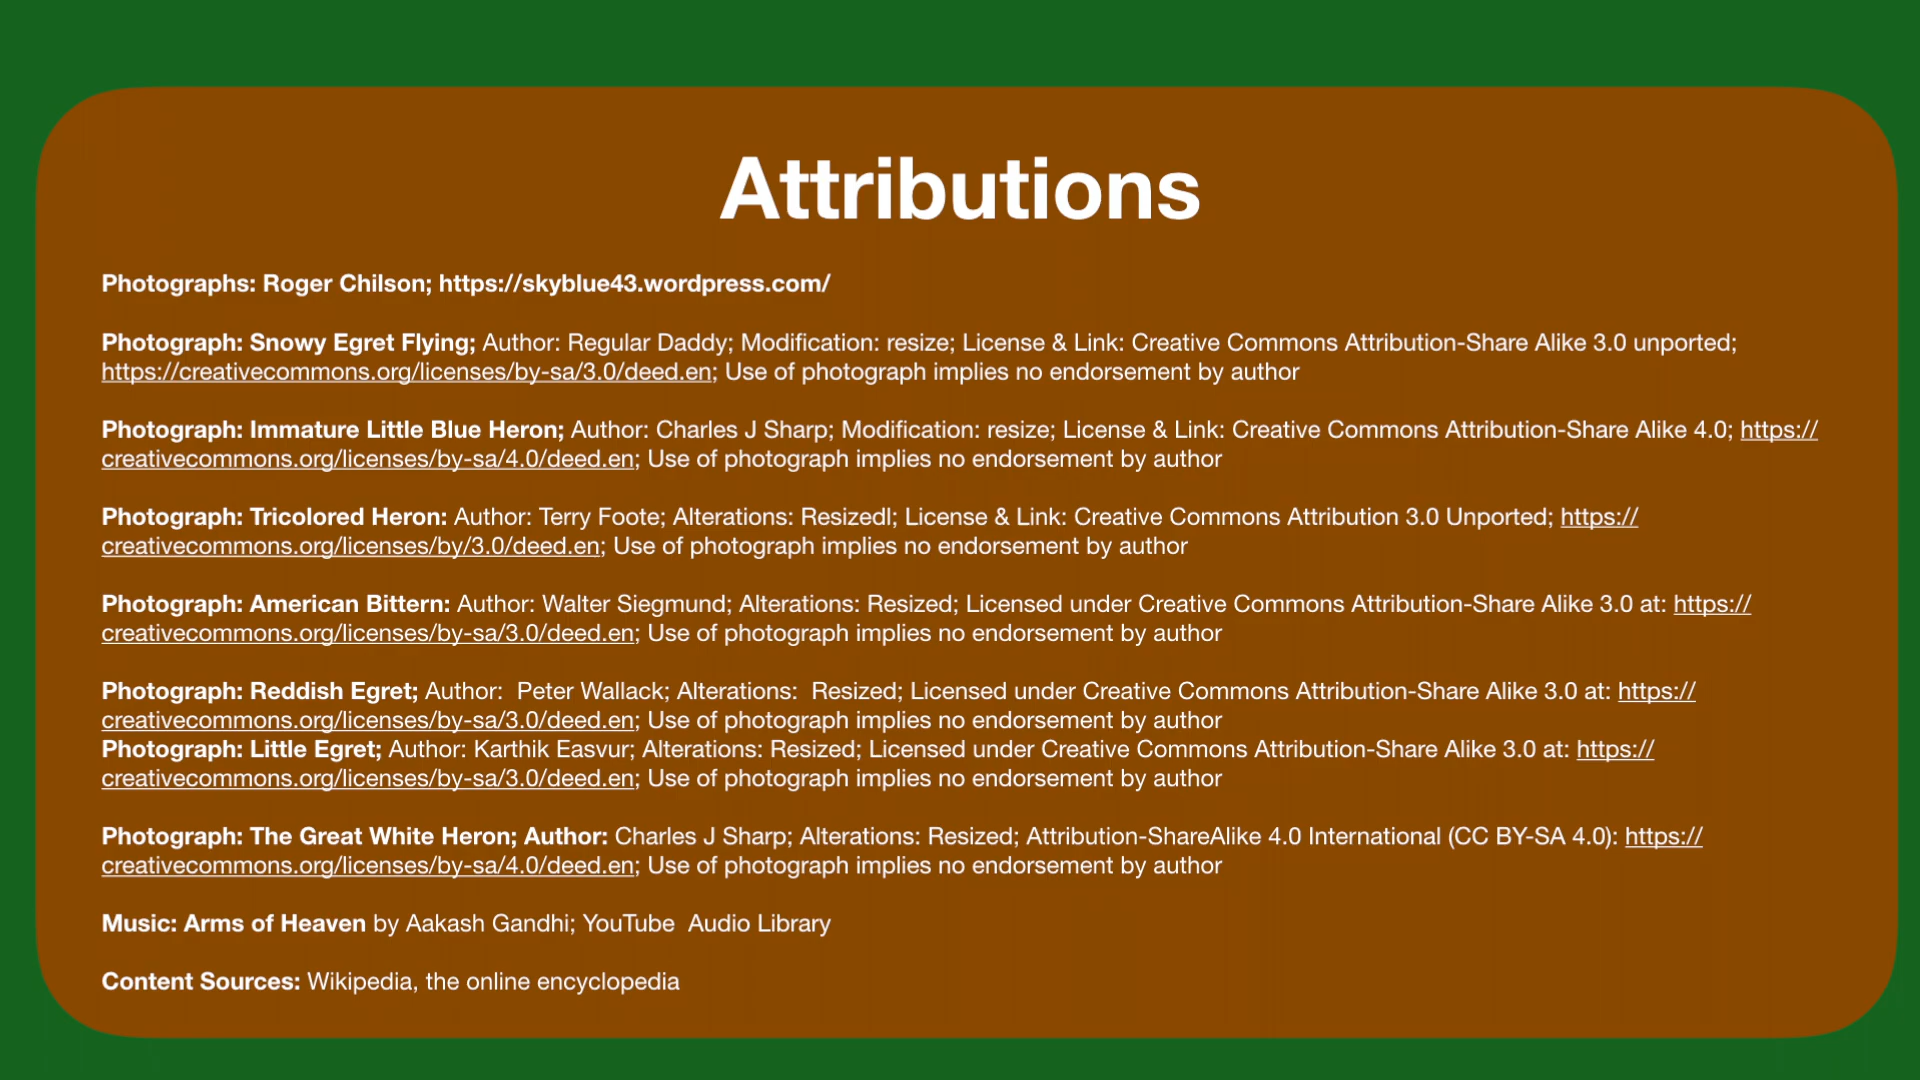 Attributions
Photographs: Roger Chilson; https://skyblue43.wordpress.com/
Photograph: Snowy Egret Flying; Author: Regular Daddy; Modification: resize; License & Link: Creative Commons Attribution-Share Alike 3.0 unported;
https://creativecommons.org/licenses/by-sa/3.0/deed.en; Use of photograph implies no endorsement by author
Photograph: Immature Little Blue Heron; Author: Charles J Sharp; Modification: resize; License & Link: Creative Commons Attribution-Share Alike 4.0; https://
creativecommons.org/licenses/by-sa/4.0/deed.en; Use of photograph implies no endorsement by author
Photograph: Tricolored Heron: Author: Terry Foote; Alterations: Resizedl; License & Link: Creative Commons Attribution 3.0 Unported; https://
creativecommons.org/licenses/by/3.0/deed.en; Use of photograph implies no endorsement by author
Photograph: American Bittern: Author: Walter Siegmund; Alterations: Resized; Licensed under Creative Commons Attribution-Share Alike 3.0 at: https://
creativecommons.org/licenses/by-sa/3.0/deed.en; Use of photograph implies no endorsement by author
Photograph: Reddish Egret; Author:  Peter Wallack; Alterations:  Resized; Licensed under Creative Commons Attribution-Share Alike 3.0 at: https://
creativecommons.org/licenses/by-sa/3.0/deed.en; Use of photograph implies no endorsement by author
Photograph: Little Egret; Author: Karthik Easvur; Alterations: Resized; Licensed under Creative Commons Attribution-Share Alike 3.0 at: https://
creativecommons.org/licenses/by-sa/3.0/deed.en; Use of photograph implies no endorsement by author
Photograph: The Great White Heron; Author: Charles J Sharp; Alterations: Resized; Attribution-ShareAlike 4.0 International (CC BY-SA 4.0): https://
creativecommons.org/licenses/by-sa/4.0/deed.en; Use of photograph implies no endorsement by author
Music: Arms of Heaven by Aakash Gandhi; YouTube  Audio Library
Content Sources: Wikipedia, the online encyclopedia